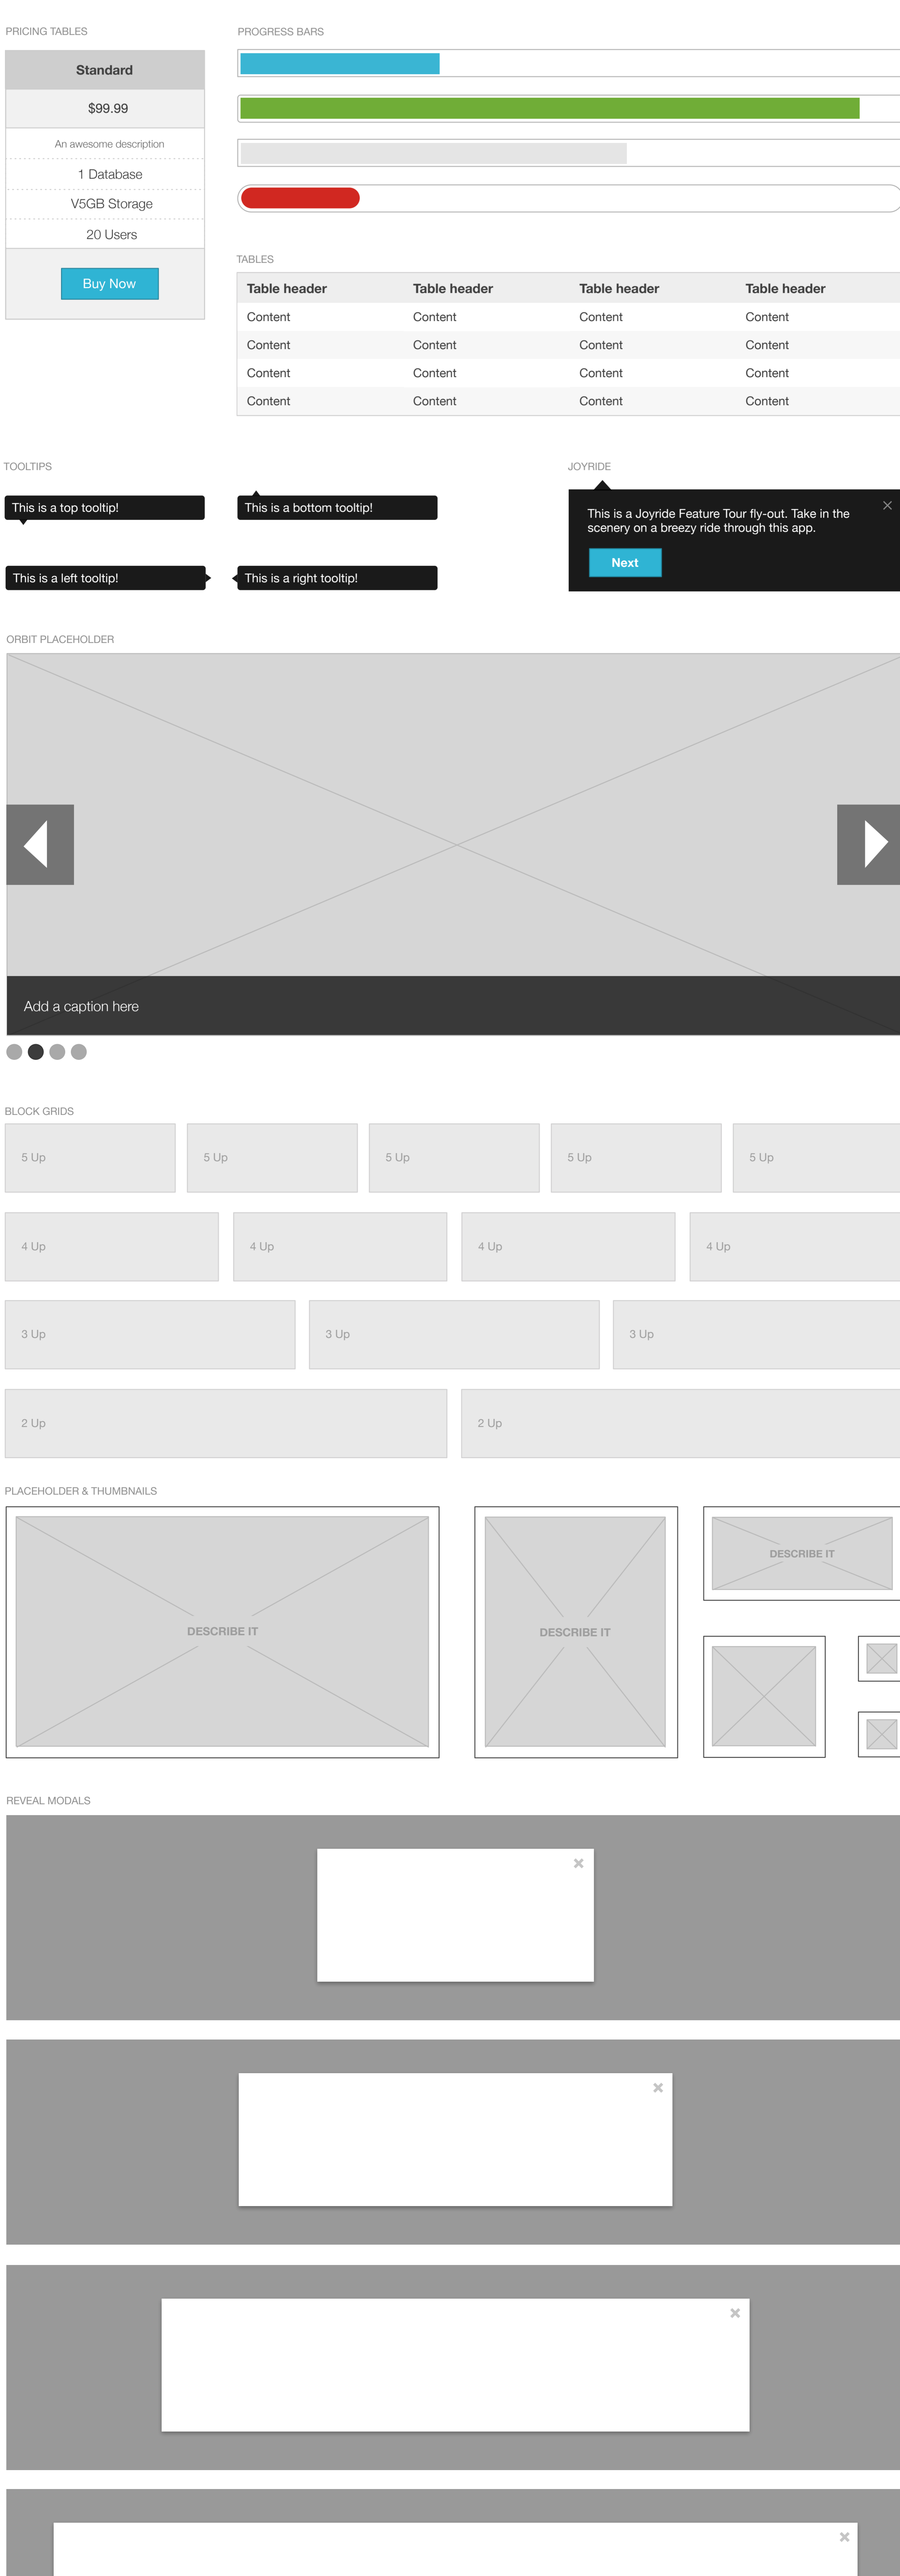 PRICING TABLES
Standard
$99.99
An awesome description
1 Database
V5GB Storage
20 Users
Buy Now
PROGRESS BARS
TABLES
Table header Table header Table header Table header
Content Content Content Content
Content Content Content Content
Content Content Content Content
Content Content Content Content
TOOLTIPS
This is a top tooltip!
This is a bottom tooltip!
This is a left tooltip!
This is a right tooltip!
JOYRIDE
This is a Joyride Feature Tour fly-out. Take in the
scenery on a breezy ride through this app.
Next
ORBIT PLACEHOLDER
Add a caption here
BLOCK GRIDS
5 Up 5 Up 5 Up 5 Up 5 Up
4 Up 4 Up 4 Up 4 Up
3 Up 3 Up 3 Up
2 Up 2 Up
PLACEHOLDER & THUMBNAILS
DESCRIBE IT
DESCRIBE IT
DESCRIBE IT
REVEAL MODALS